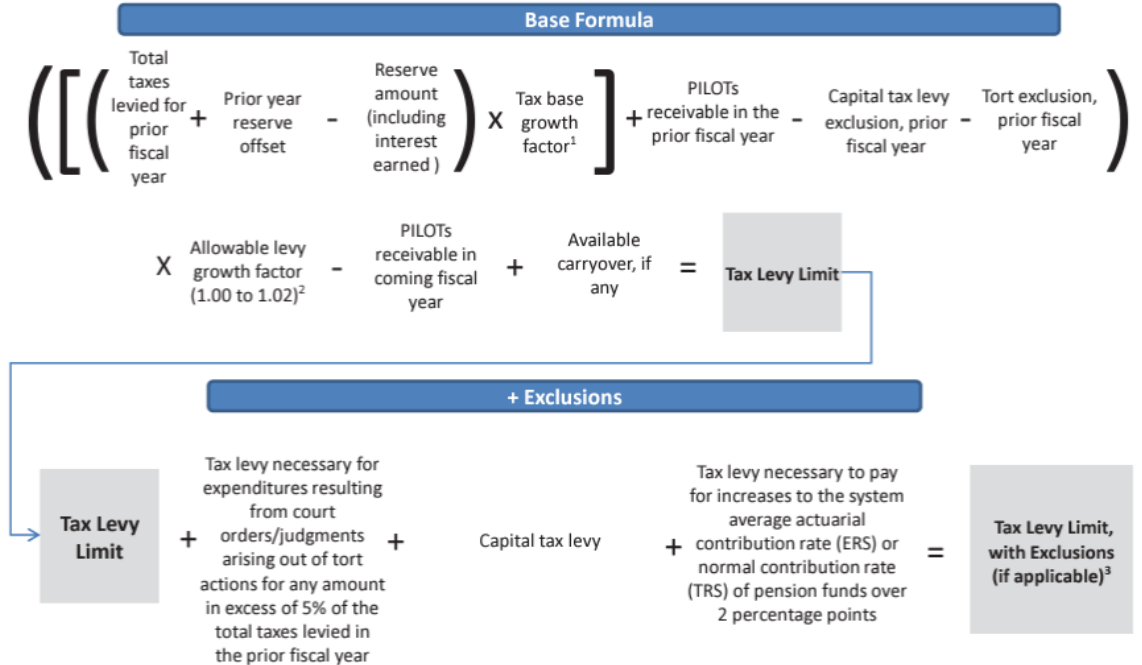 Base Formula
( [ (
Total
taxes
levied for
prior
fiscal
year
+
Prior year
reserve
offset
-
Reserve
amount
(including
interest
earned )
)
X
Tax base
growth
factor¹
]
+
PILOTs
receivable in the
prior fiscal year
-
Capital tax levy
exclusion, prior
fiscal year
-
Tort exclusion,
prior fiscal
year
)
X
Allowable levy
growth factor
(1.00 to 1.02)²
-
PILOTs
receivable in
coming fiscal
year
+
Available
carryover, if
any
=
Tax Levy Limit
+ Exclusions
Tax Levy
Limit
+
Tax levy necessary for
expenditures resulting
from court
orders/judgments
arising out of tort
actions for any amount
in excess of 5% of the
total taxes levied in
the prior fiscal year
+
Capital tax levy
+
Tax levy necessary to pay
for increases to the system
average actuarial
contribution rate (ERS) or
normal contribution rate
(TRS) of pension funds over
2 percentage points
=
Tax Levy Limit,
with Exclusions
(if applicable)³